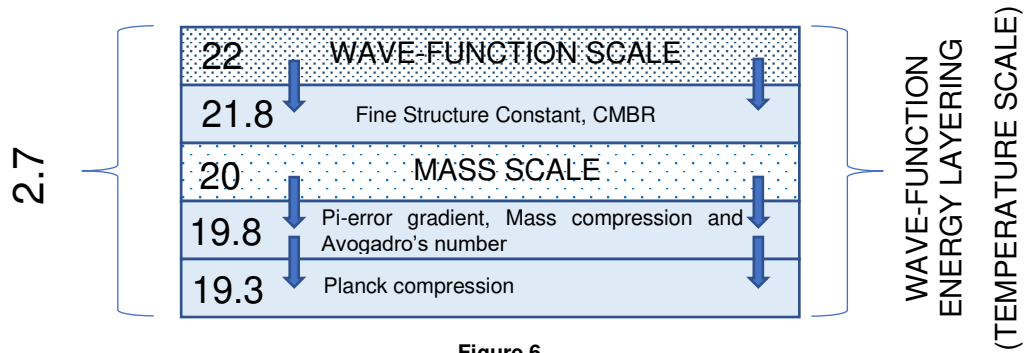 2.7
22 WAVE-FUNCTION SCALE
21.8 Fine Structure Constant, CMBR
20 MASS SCALE
19.8 Pi-error gradient, Mass compression and
Avogadro's number
19.3 Planck compression
WAVE-FUNCTION
ENERGY LAYERING
(TEMPERATURE SCALE)
Figure 6